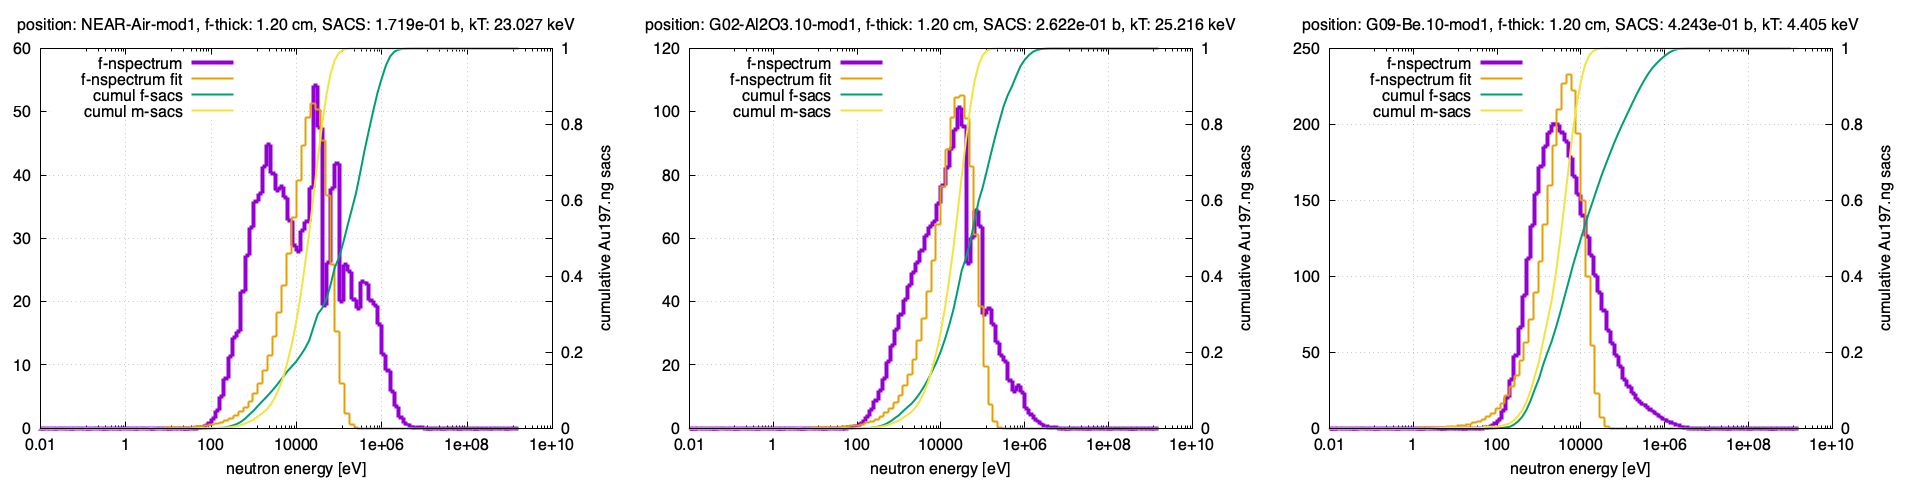 position: NEAR-Air-mod1, f-thick: 1.20 cm, SACS: 1.719e-01 b, kT: 23.027 keV
f-nspectrum
f-nspectrum fit
cumul f-sacs
cumul m-sacs
60
50
40
30
20
10
0
1
0.8
0.6
0.4
0.2
0
cumulative Au197.ng sacs
0.01 1 100 10000 1e+06 1e+08 1e+10
neutron energy [eV]
position: G02-Al2O3.10-mod1, f-thick: 1.20 cm, SACS: 2.622e-01 b, kT: 25.216 keV
f-nspectrum
f-nspectrum fit
cumul f-sacs
cumul m-sacs
120
100
80
60
40
20
0
1
0.8
0.6
0.4
0.2
0
cumulative Au197.ng sacs
0.01 1 100 10000 1e+06 1e+08 1e+10
neutron energy [eV]
position: G09-Be.10-mod1, f-thick: 1.20 cm, SACS: 4.243e-01 b, kT: 4.405 keV
f-nspectrum
f-nspectrum fit
cumul f-sacs
cumul m-sacs
250
200
150
100
50
0
1
0.8
0.6
0.4
0.2
0
cumulative Au197.ng sacs
0.01 1 100 10000 1e+06 1e+08 1e+10
neutron energy [eV]